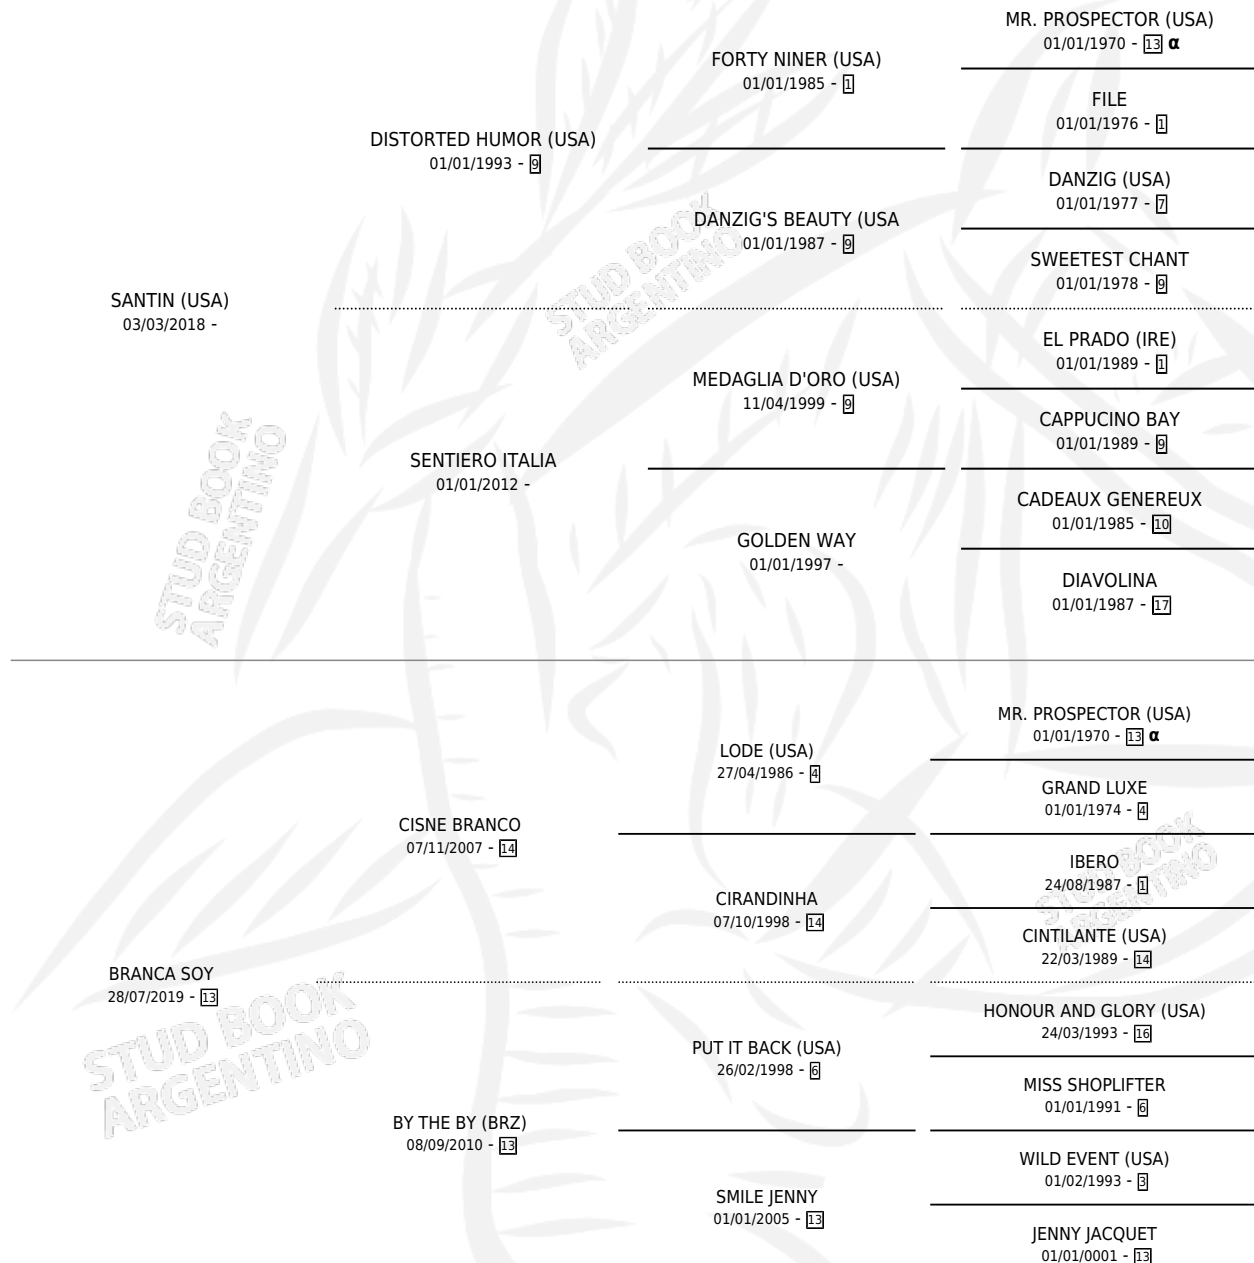 MR. PROSPECTOR (USA)
01/01/1970 - 13 α
FORTY NINER (USA)
01/01/1985 - 1
FILE
01/01/1976 - 1
DISTORTED HUMOR (USA)
01/01/1993 - 9
DANZIG (USA)
01/01/1977 - 7
DANZIG'S BEAUTY (USA
01/01/1987 - 9
SWEETEST CHANT
01/01/1978 - 9
SANTIN (USA)
03/03/2018 -
STUD BOOK
ARGENTINO
EL PRADO (IRE)
01/01/1989 - 1
MEDAGLIA D'ORO (USA)
11/04/1999 - 9
CAPPUCINO BAY
01/01/1989 - 9
SENTIERO ITALIA
01/01/2012 -
CADEAUX GENEREUX
01/01/1985 - 10
GOLDEN WAY
01/01/1997 -
DIAVOLINA
01/01/1987 - 17
STUD BOOK
ARGENTINO
MR. PROSPECTOR (USA)
01/01/1970 - 13 α
LODE (USA)
27/04/1986 - 4
GRAND LUXE
01/01/1974 - 4
CISNE BRANCO
07/11/2007 - 14
IBERO
24/08/1987 - 1
CIRANDINHA
07/10/1998 - 14
CINTILANTE (USA)
22/03/1989 - 14
STUD BOOK
ARGENTINO
BRANCA SOY
28/07/2019 - 13
HONOUR AND GLORY (USA)
24/03/1993 - 16
PUT IT BACK (USA)
26/02/1998 - 6
MISS SHOPLIFTER
01/01/1991 - 6
STUD BOOK
ARGENTINO
BY THE BY (BRZ)
08/09/2010 - 13
WILD EVENT (USA)
01/02/1993 - 3
SMILE JENNY
01/01/2005 - 13
JENNY JACQUET
01/01/0001 - 13